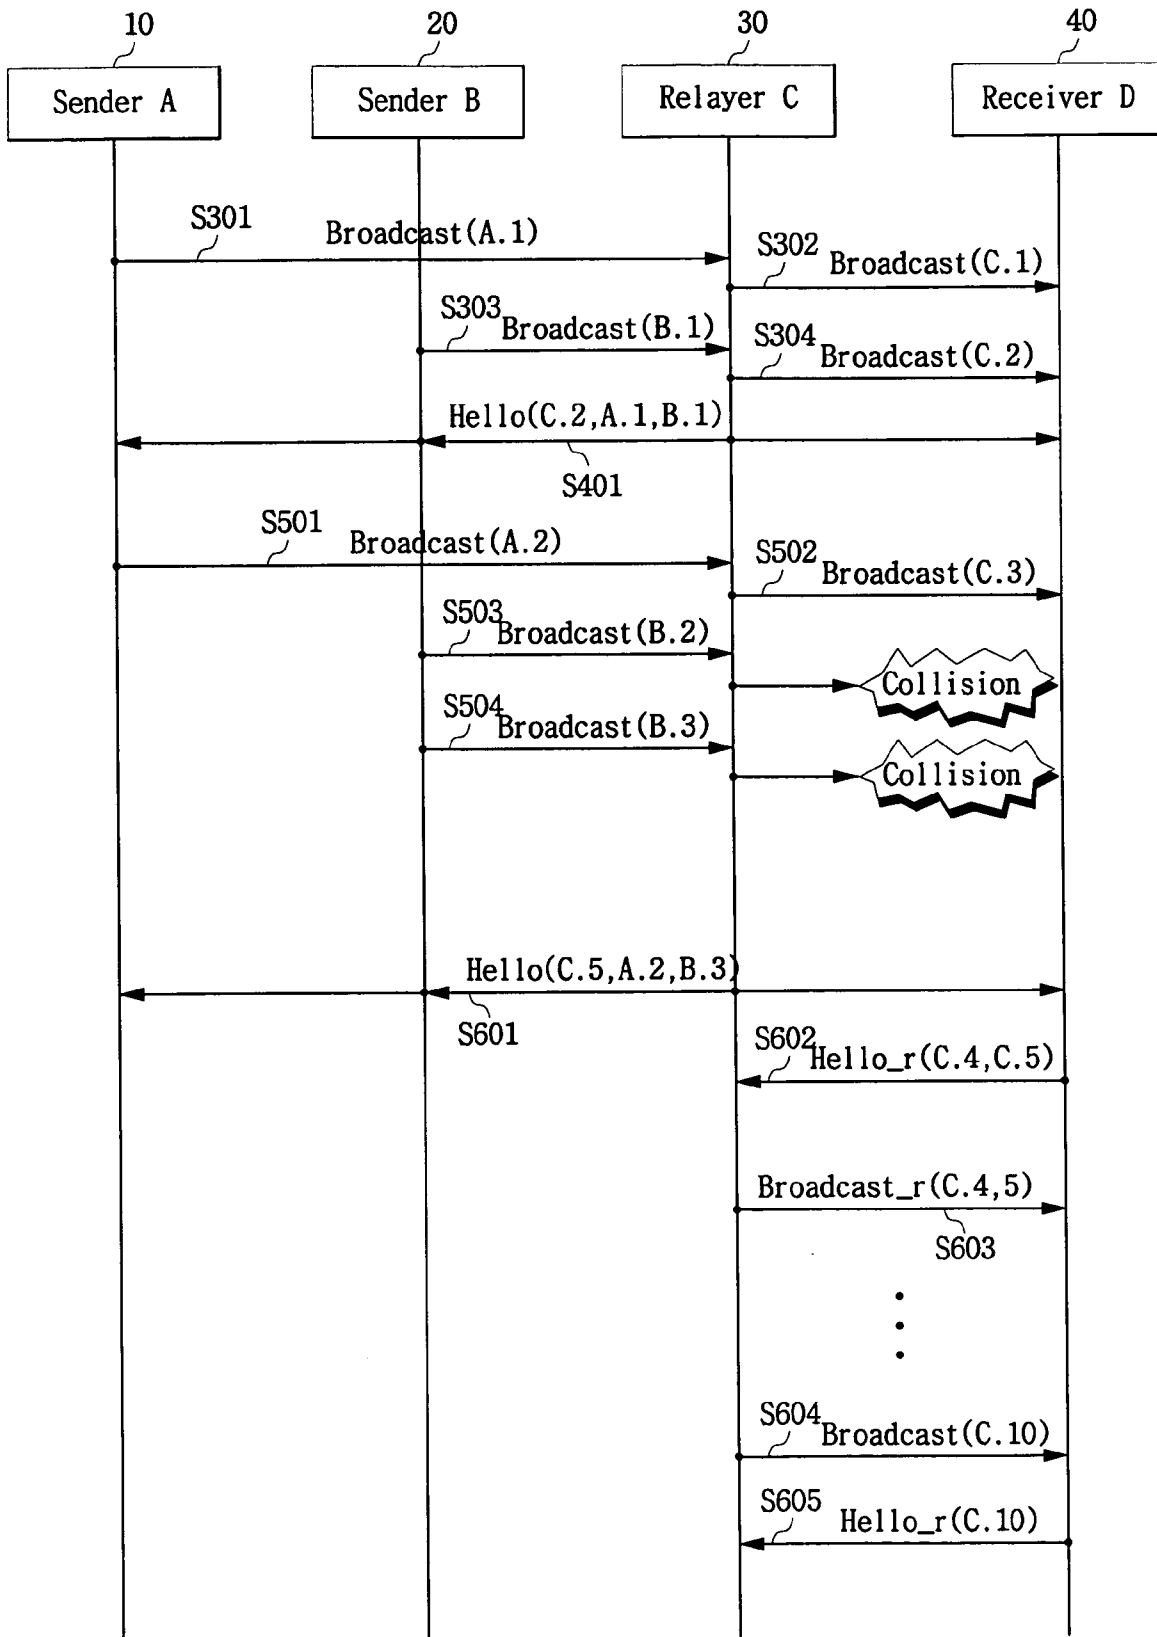 10 20 30 40
Sender A Sender B Relayer C Receiver D
S301 Broadcast(A.1)
S302 Broadcast(C.1)
S303 Broadcast(B.1)
S304 Broadcast(C.2)
Hello(C.2,A.1,B.1)
S401
S501 Broadcast(A.2)
S502 Broadcast(C.3)
S503 Broadcast(B.2)
Collision
S504 Broadcast(B.3)
Collision
Hello(C.5,A.2,B.3)
S601
S602 Hello_r(C.4,C.5)
Broadcast_r(C.4,5)
S603
S604 Broadcast(C.10)
S605 Hello_r(C.10)